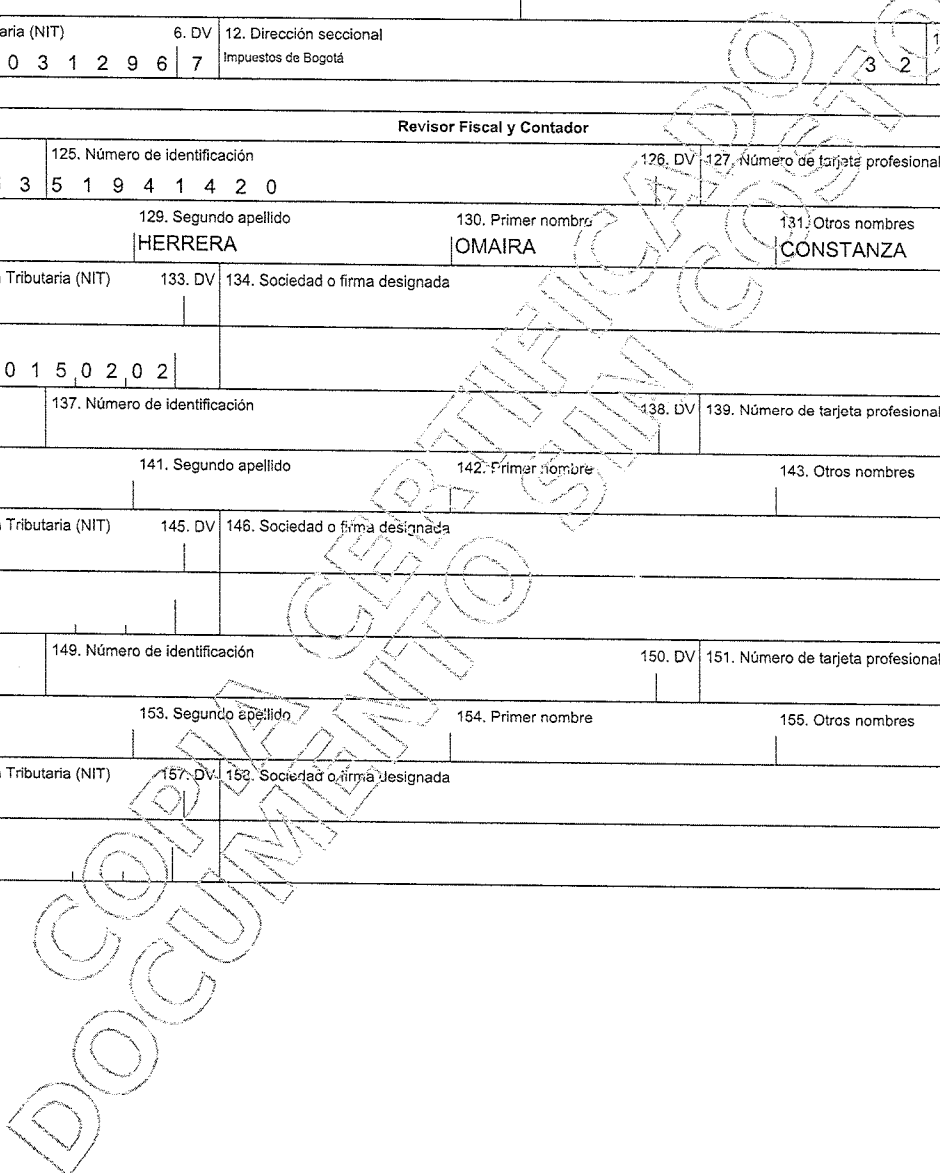 aria (NIT) 6. DV 12. Dirección seccional
0 3 1 2 9 6 7 Impuestos de Bogotá 3 2
Revisor Fiscal y Contador
125. Número de identificación 126. DV 127. Número de tarjeta profesional
3 5 1 9 4 1 4 2 0
129. Segundo apellido 130. Primer nombre 131. Otros nombres
HERRERA OMAIRA CONSTANZA
Tributaria (NIT) 133. DV 134. Sociedad o firma designada
0 1 5 0 2 0 2
137. Número de identificación 138. DV 139. Número de tarjeta profesional
141. Segundo apellido 142. Primer nombre 143. Otros nombres
Tributaria (NIT) 145. DV 146. Sociedad o firma designada
149. Número de identificación 150. DV 151. Número de tarjeta profesional
153. Segundo apellido 154. Primer nombre 155. Otros nombres
Tributaria (NIT) 157. DV 158. Sociedad o firma designada
COPIA CERTIFICADO
DOCUMENTO SIN COSTO